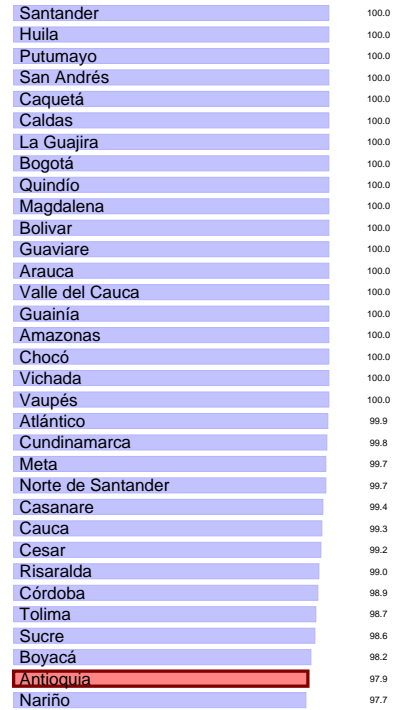 Santander 100.0
Huila 100.0
Putumayo 100.0
San Andrés 100.0
Caquetá 100.0
Caldas 100.0
La Guajira 100.0
Bogotá 100.0
Quindío 100.0
Magdalena 100.0
Bolivar 100.0
Guaviare 100.0
Arauca 100.0
Valle del Cauca 100.0
Guainía 100.0
Amazonas 100.0
Chocó 100.0
Vichada 100.0
Vaupés 100.0
Atlántico 99.9
Cundinamarca 99.8
Meta 99.7
Norte de Santander 99.7
Casanare 99.4
Cauca 99.3
Cesar 99.2
Risaralda 99.0
Córdoba 98.9
Tolima 98.7
Sucre 98.6
Boyacá 98.2
Antioquia 97.9
Nariño 97.7